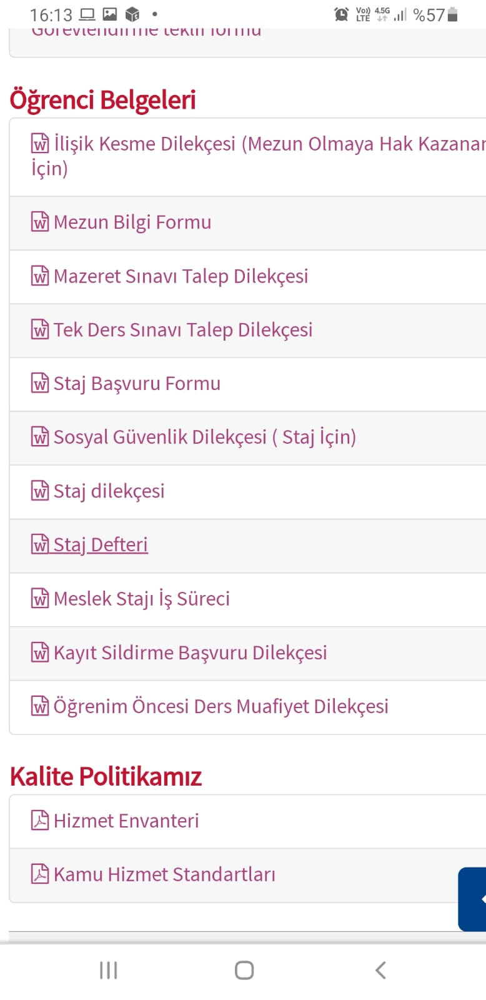 16:13 Vo)) LTE 4.5G %57
Görevlendirme teklif formu
Öğrenci Belgeleri
İlişik Kesme Dilekçesi (Mezun Olmaya Hak Kazanan
İçin)
Mezun Bilgi Formu
Mazeret Sınavı Talep Dilekçesi
Tek Ders Sınavı Talep Dilekçesi
Staj Başvuru Formu
Sosyal Güvenlik Dilekçesi ( Staj İçin)
Staj dilekçesi
Staj Defteri
Meslek Stajı İş Süreci
Kayıt Sildirme Başvuru Dilekçesi
Öğrenim Öncesi Ders Muafiyet Dilekçesi
Kalite Politikamız
Hizmet Envanteri
Kamu Hizmet Standartları